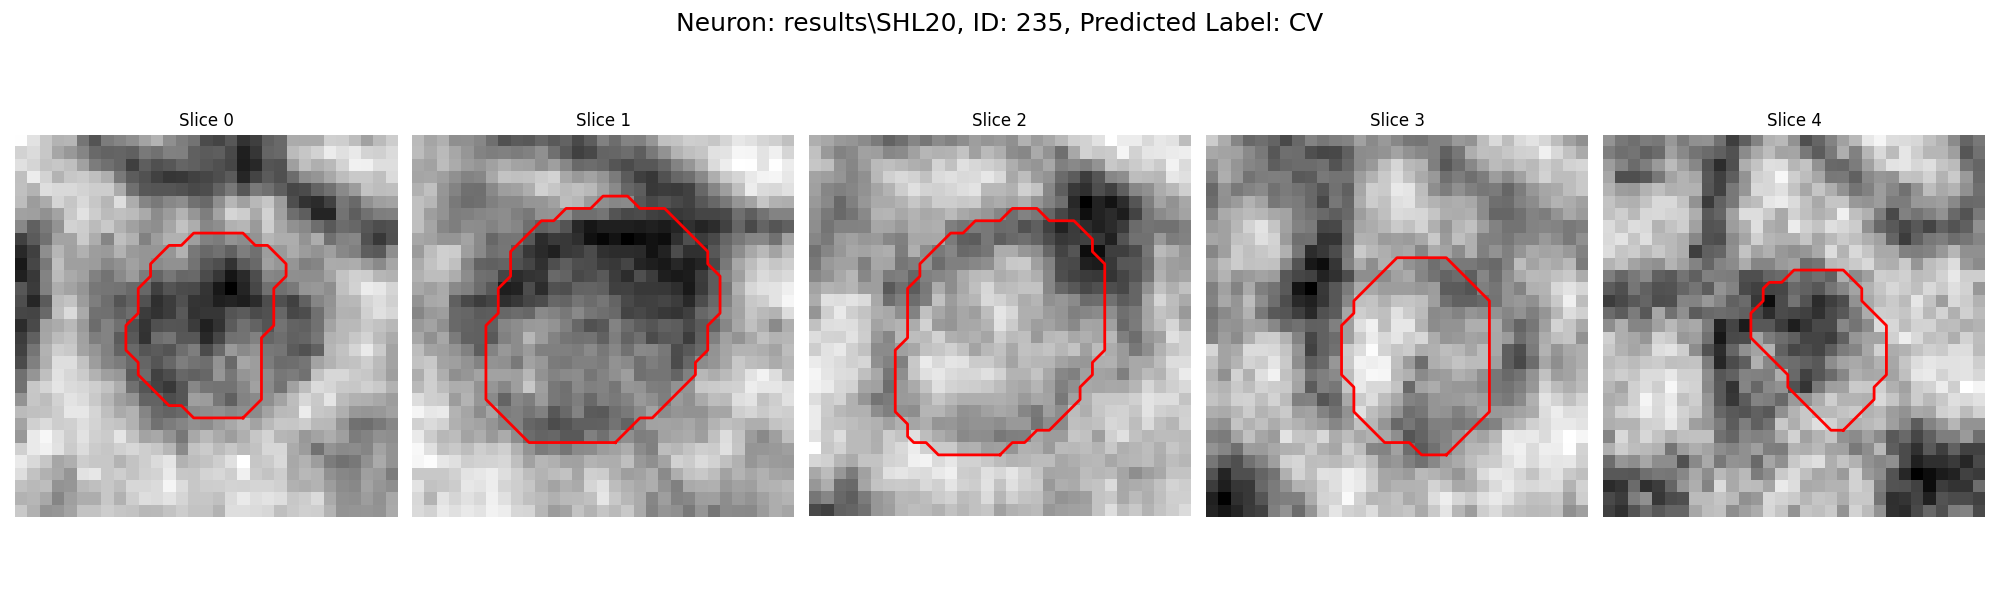 Neuron: results\SHL20, ID: 235, Predicted Label: CV
Slice 0
Slice 1
Slice 2
Slice 3
Slice 4